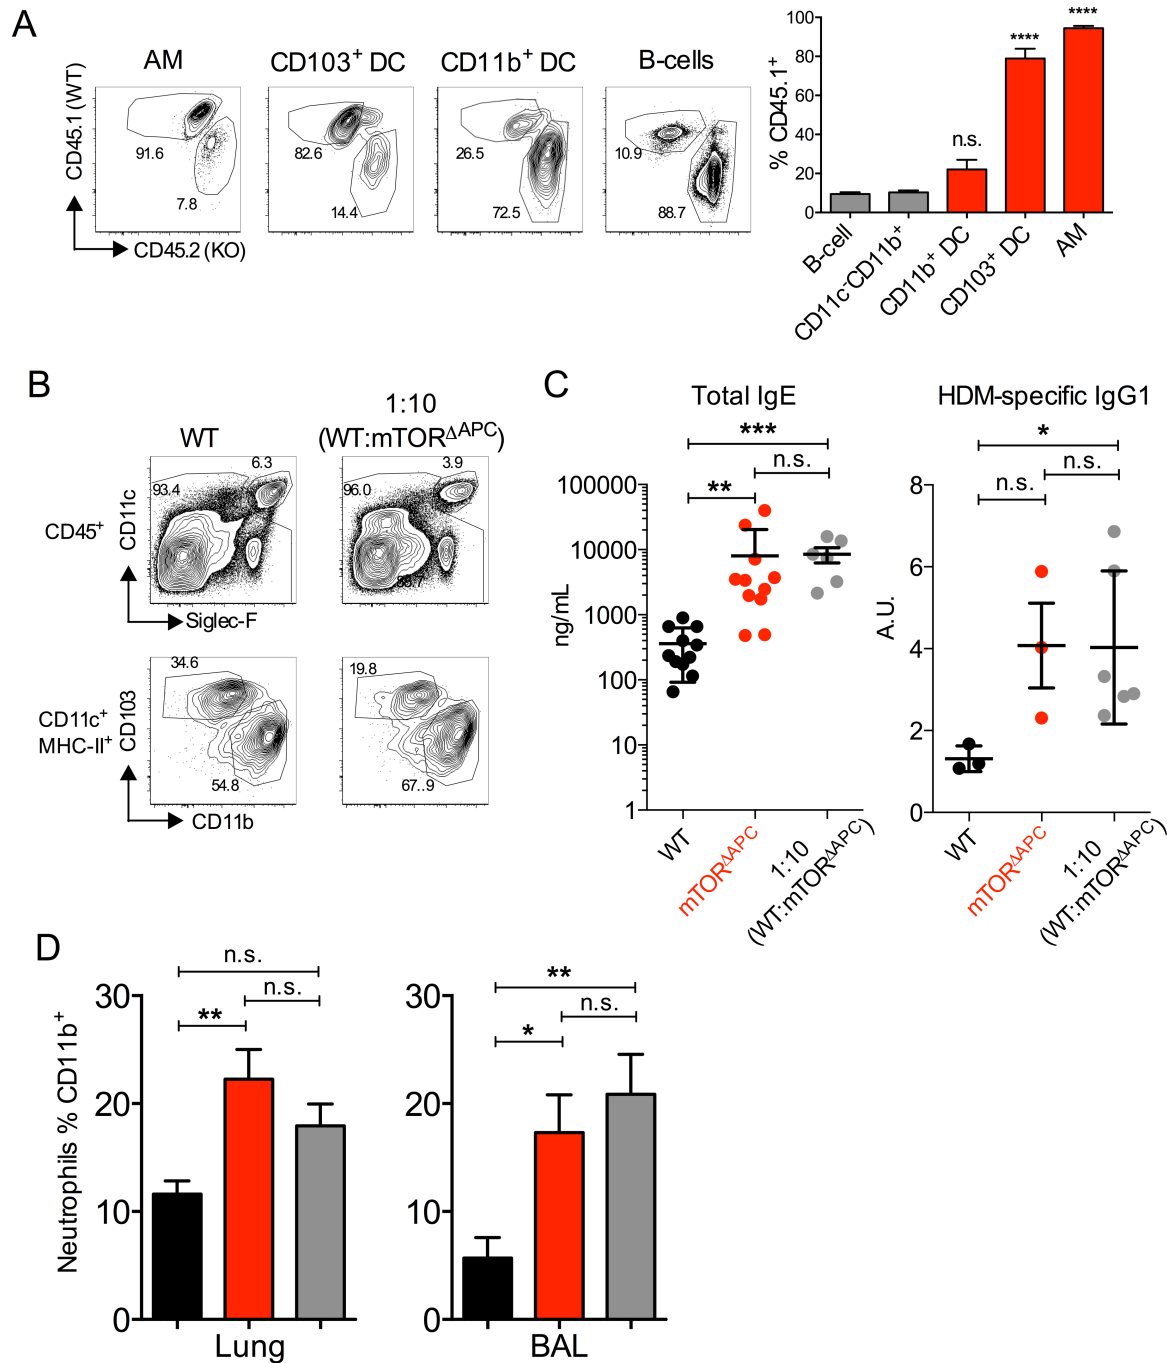 A
AM
CD103+ DC
CD11b+ DC
B-cells
CD45.1 (WT)
91.6
7.8
82.6
14.4
26.5
72.5
10.9
88.7
CD45.2 (KO)
% CD45.1+
100
80
60
40
20
0
n.s.
****
****
B-cell
CD11c-CD11b+
CD11b+ DC
CD103+ DC
AM
B
WT
1:10
(WT:mTORΔAPC)
CD45+
CD11c
93.4
6.3
96.0
3.9
Siglec-F
CD11c+
MHC-II+
CD103
34.6
54.8
19.8
67..9
CD11b
C
Total IgE
***
n.s.
**
ng/mL
100000
10000
1000
100
10
1
WT
mTORΔAPC
1:10
(WT:mTORΔAPC)
HDM-specific IgG1
*
n.s.
n.s.
A.U.
8
6
4
2
0
WT
mTORΔAPC
1:10
(WT:mTORΔAPC)
D
Neutrophils % CD11b+
30
20
10
0
n.s.
n.s.
**
Lung
30
20
10
0
**
n.s.
*
BAL